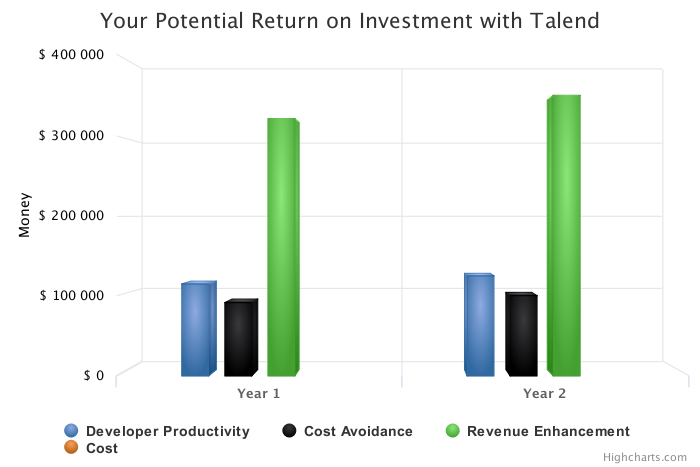 Your Potential Return on Investment with Talend
$ 400 000
$ 300 000
$ 200 000
$ 100 000
$ 0
Money
Year 1
Year 2
Developer Productivity
Cost Avoidance
Revenue Enhancement
Cost
Highcharts.com